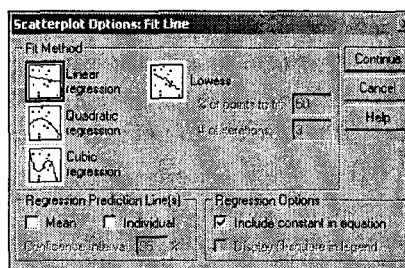 Scatterplot Options: Fit Line
Fit Method
Linear regression
Lowess
% of points to fit: 50
# of iterations: 3
Quadratic regression
Cubic regression
Continue
Cancel
Help
Regression Prediction Line(s)
Mean Individual
Confidence Interval: 95 %
Regression Options
Include constant in equation
Display R-square in legend